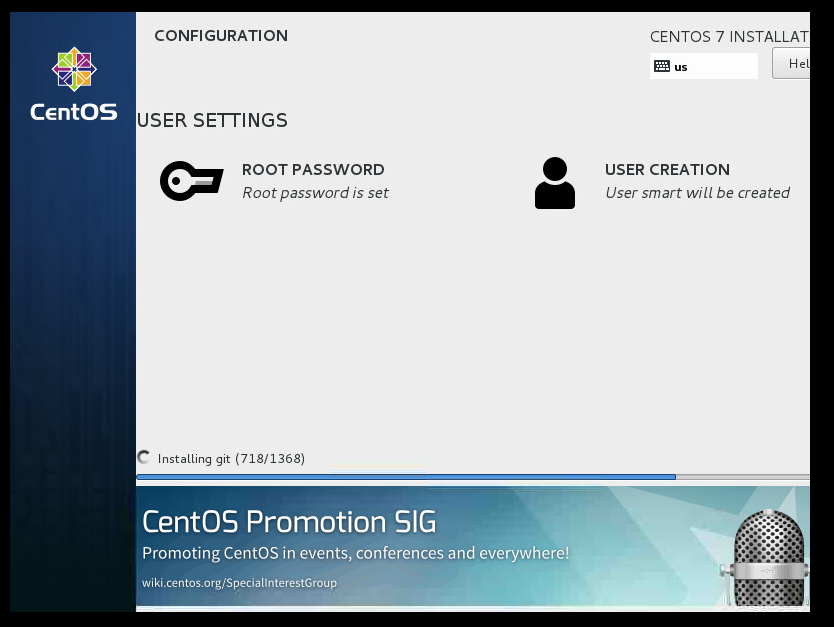 CentOS
CONFIGURATION
CENTOS 7 INSTALLAT
us
Hel
USER SETTINGS
ROOT PASSWORD
Root password is set
USER CREATION
User smart will be created
Installing git (718/1368)
CentOS Promotion SIG
Promoting CentOS in events, conferences and everywhere!
wiki.centos.org/SpecialInterestGroup